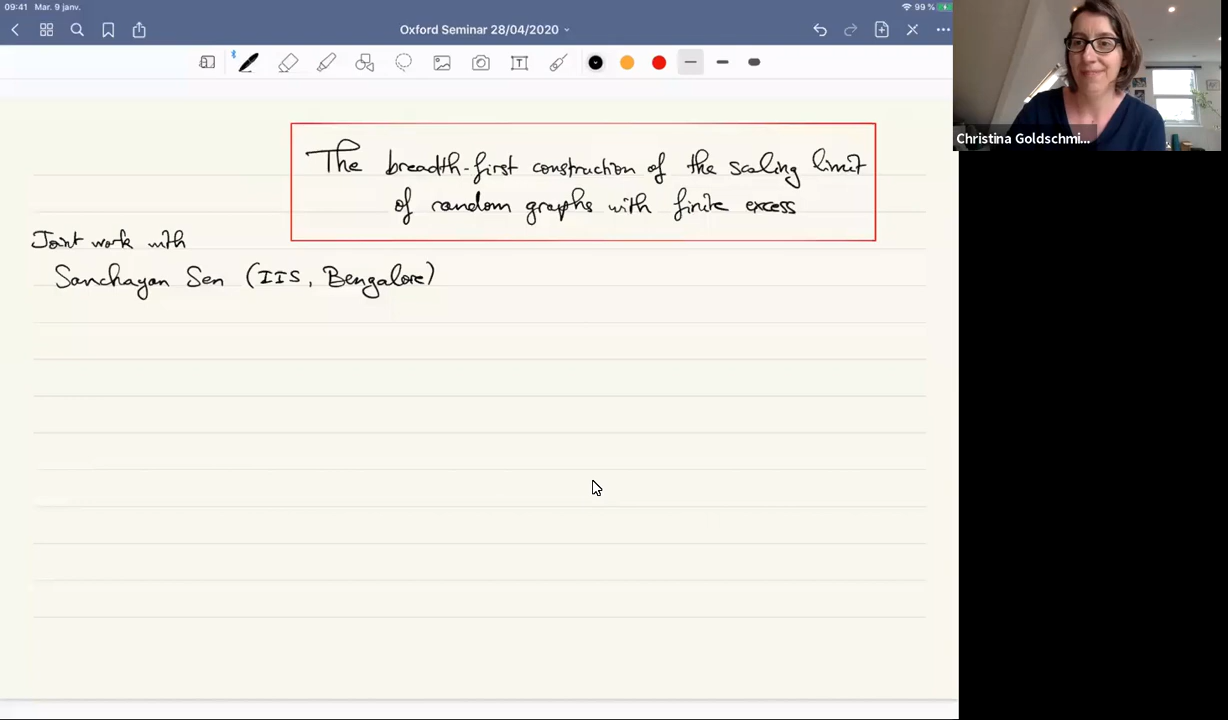 09:41 Mar. 9 janv.
99 %
Oxford Seminar 28/04/2020
T
Christina Goldschmi...
The breadth-first construction of the scaling limit
of random graphs with finite excess
Joint work with
Sanchayan Sen (IIS, Bengalore)